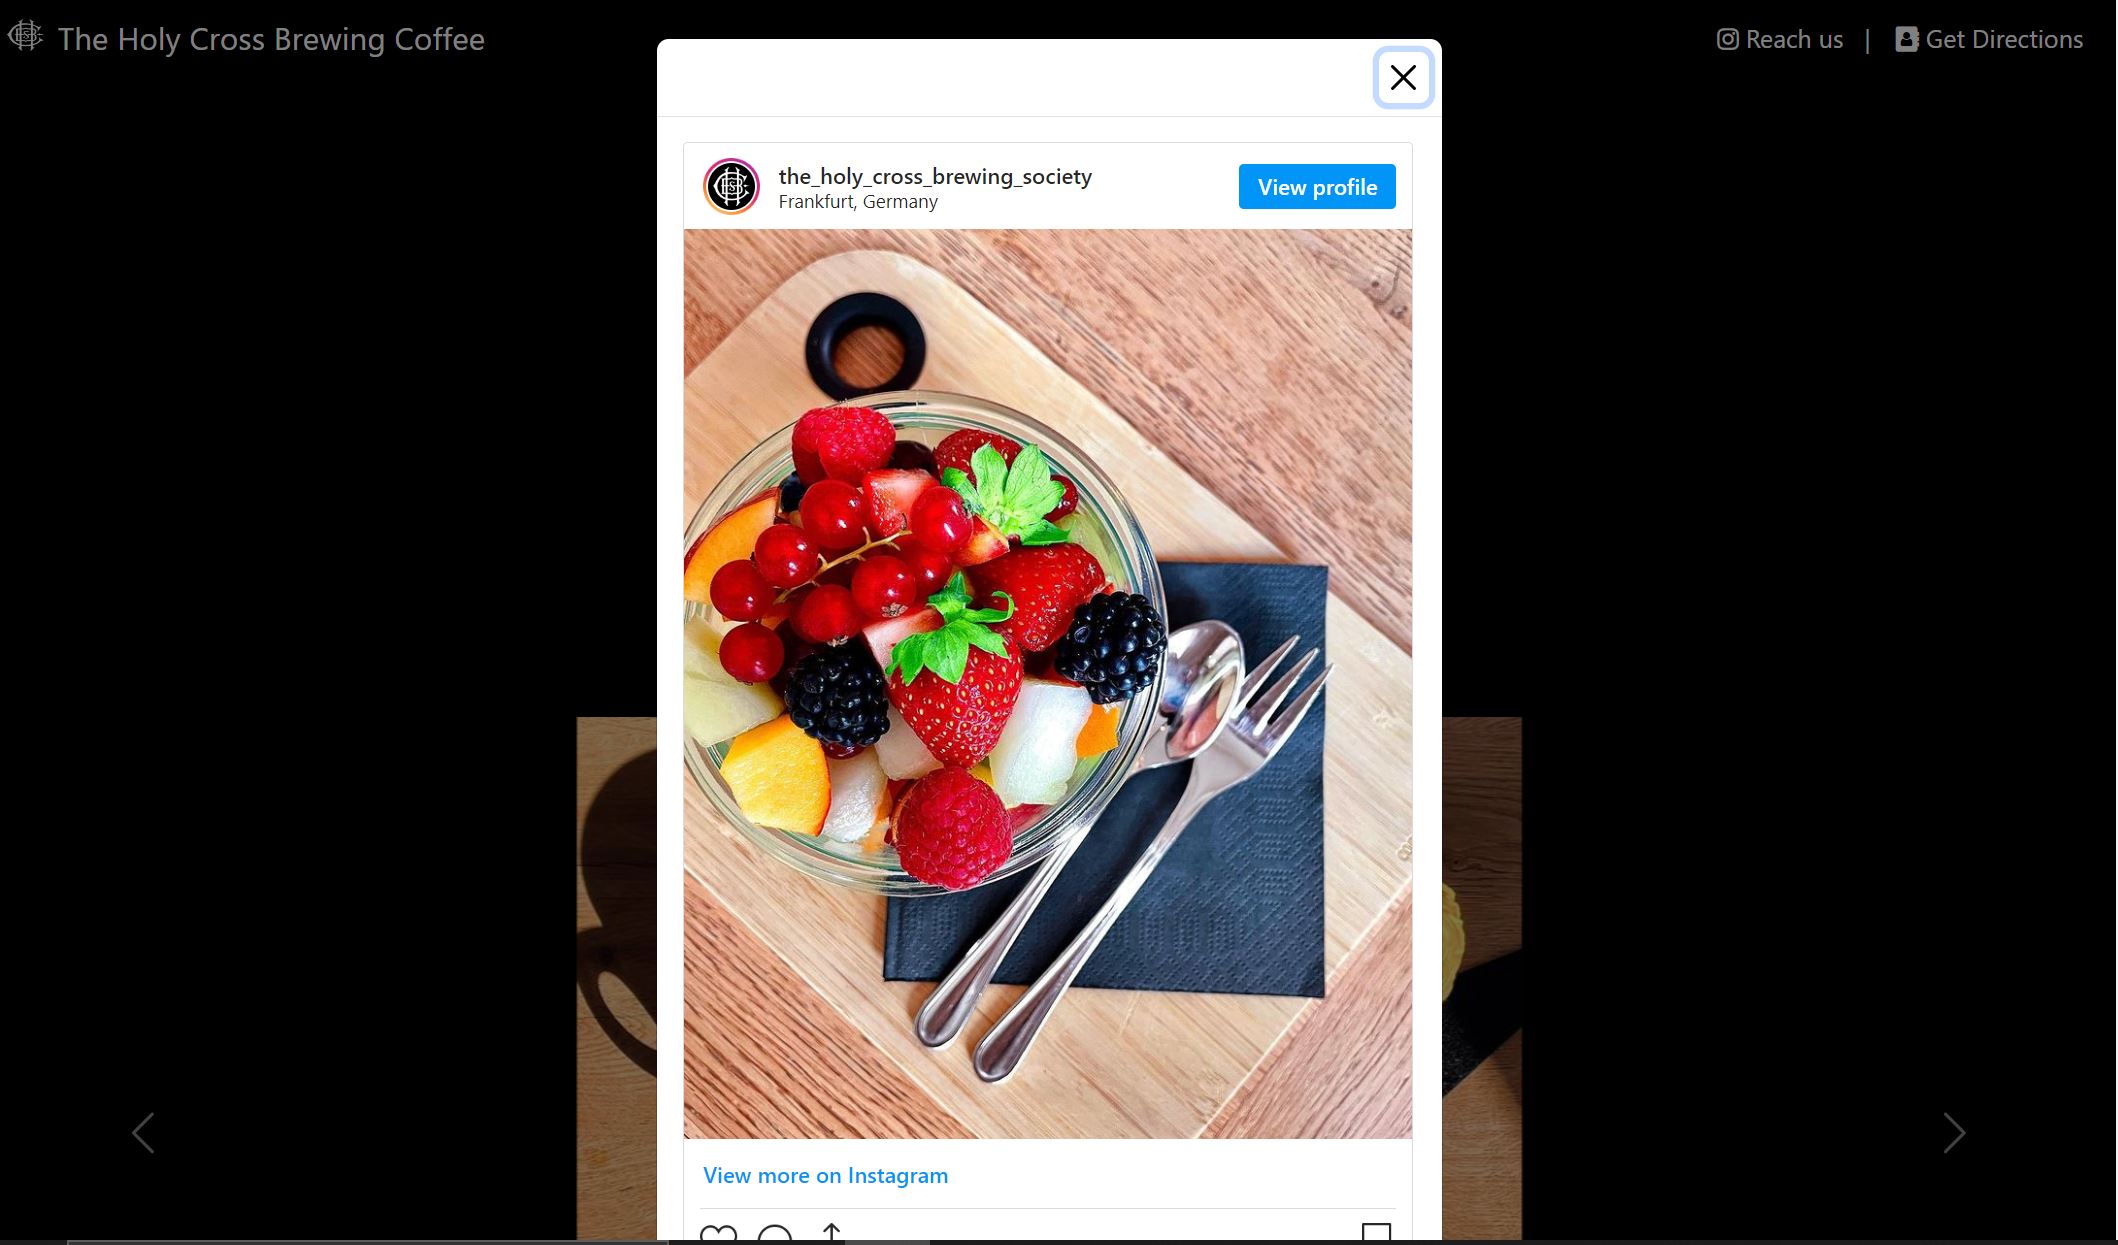 The Holy Cross Brewing Coffee
Reach us | Get Directions
the_holy_cross_brewing_society
Frankfurt, Germany
View profile
View more on Instagram